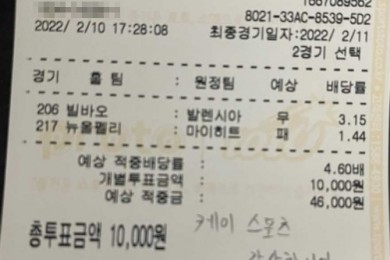 8021-33AC-8539-5D2
2022/ 2/10 17:28:08 최종경기일자:2022/ 2/11
2경기 선택
경기 홈 팀 : 원정팀 예상 배당률
206 빌바오 : 발렌시아 무 3.15
217 뉴올펠리 : 마이히트 패 1.44
예상 적중배당률 : 4.60배
개별투표금액 : 10,000원
예상 적중금 : 46,000원
총투표금액 10,000원
케이 스포츠